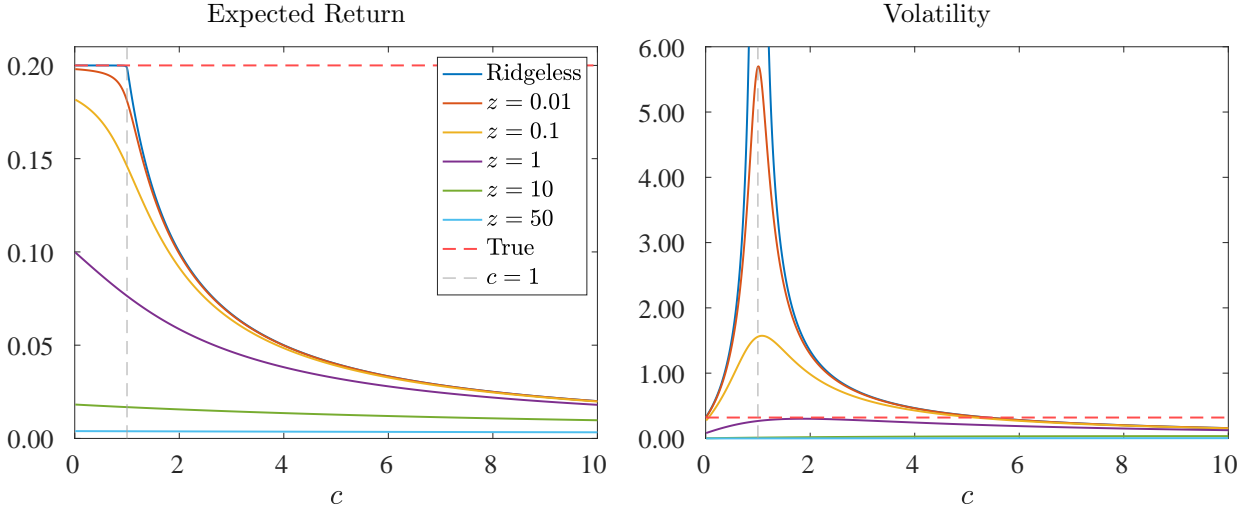 Expected Return
0.20
0.15
0.10
0.05
0.00
0 2 4 6 8 10
c
Ridgeless
z = 0.01
z = 0.1
z = 1
z = 10
z = 50
True
c = 1
Volatility
6.00
5.00
4.00
3.00
2.00
1.00
0.00
0 2 4 6 8 10
c